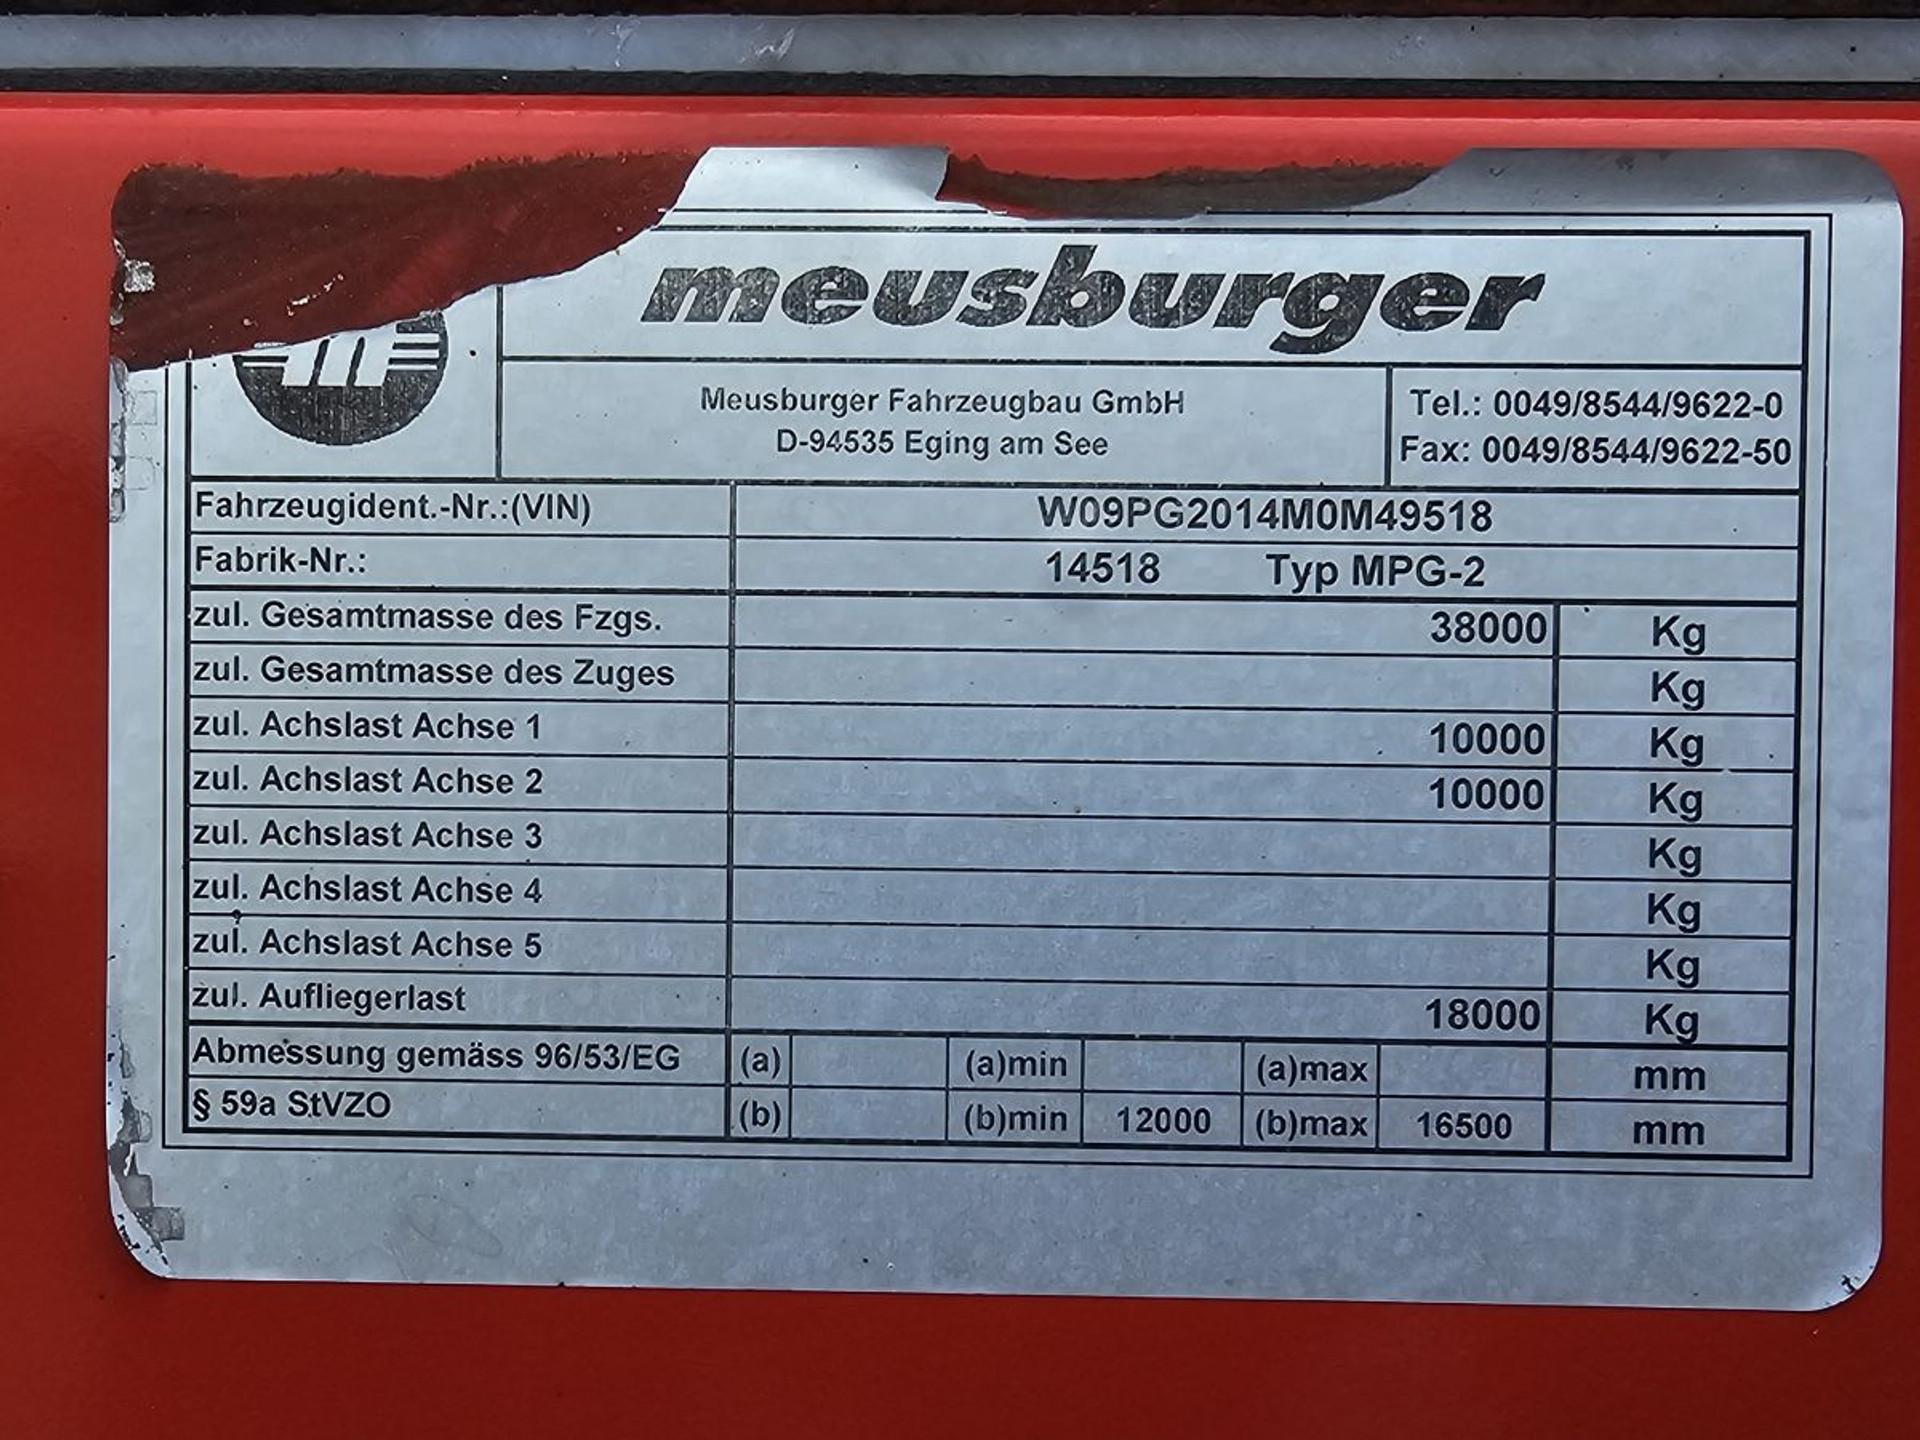 meusburger
Meusburger Fahrzeugbau GmbH
D-94535 Eging am See
Tel.: 0049/8544/9622-0
Fax: 0049/8544/9622-50
Fahrzeugident.-Nr.:(VIN) W09PG2014M0M49518
Fabrik-Nr.: 14518 Typ MPG-2
zul. Gesamtmasse des Fzgs. 38000 Kg
zul. Gesamtmasse des Zuges Kg
zul. Achslast Achse 1 10000 Kg
zul. Achslast Achse 2 10000 Kg
zul. Achslast Achse 3 Kg
zul. Achslast Achse 4 Kg
zul. Achslast Achse 5 Kg
zul. Aufliegerlast 18000 Kg
Abmessung gemäss 96/53/EG (a) (a)min (a)max mm
§ 59a StVZO (b) (b)min 12000 (b)max 16500 mm